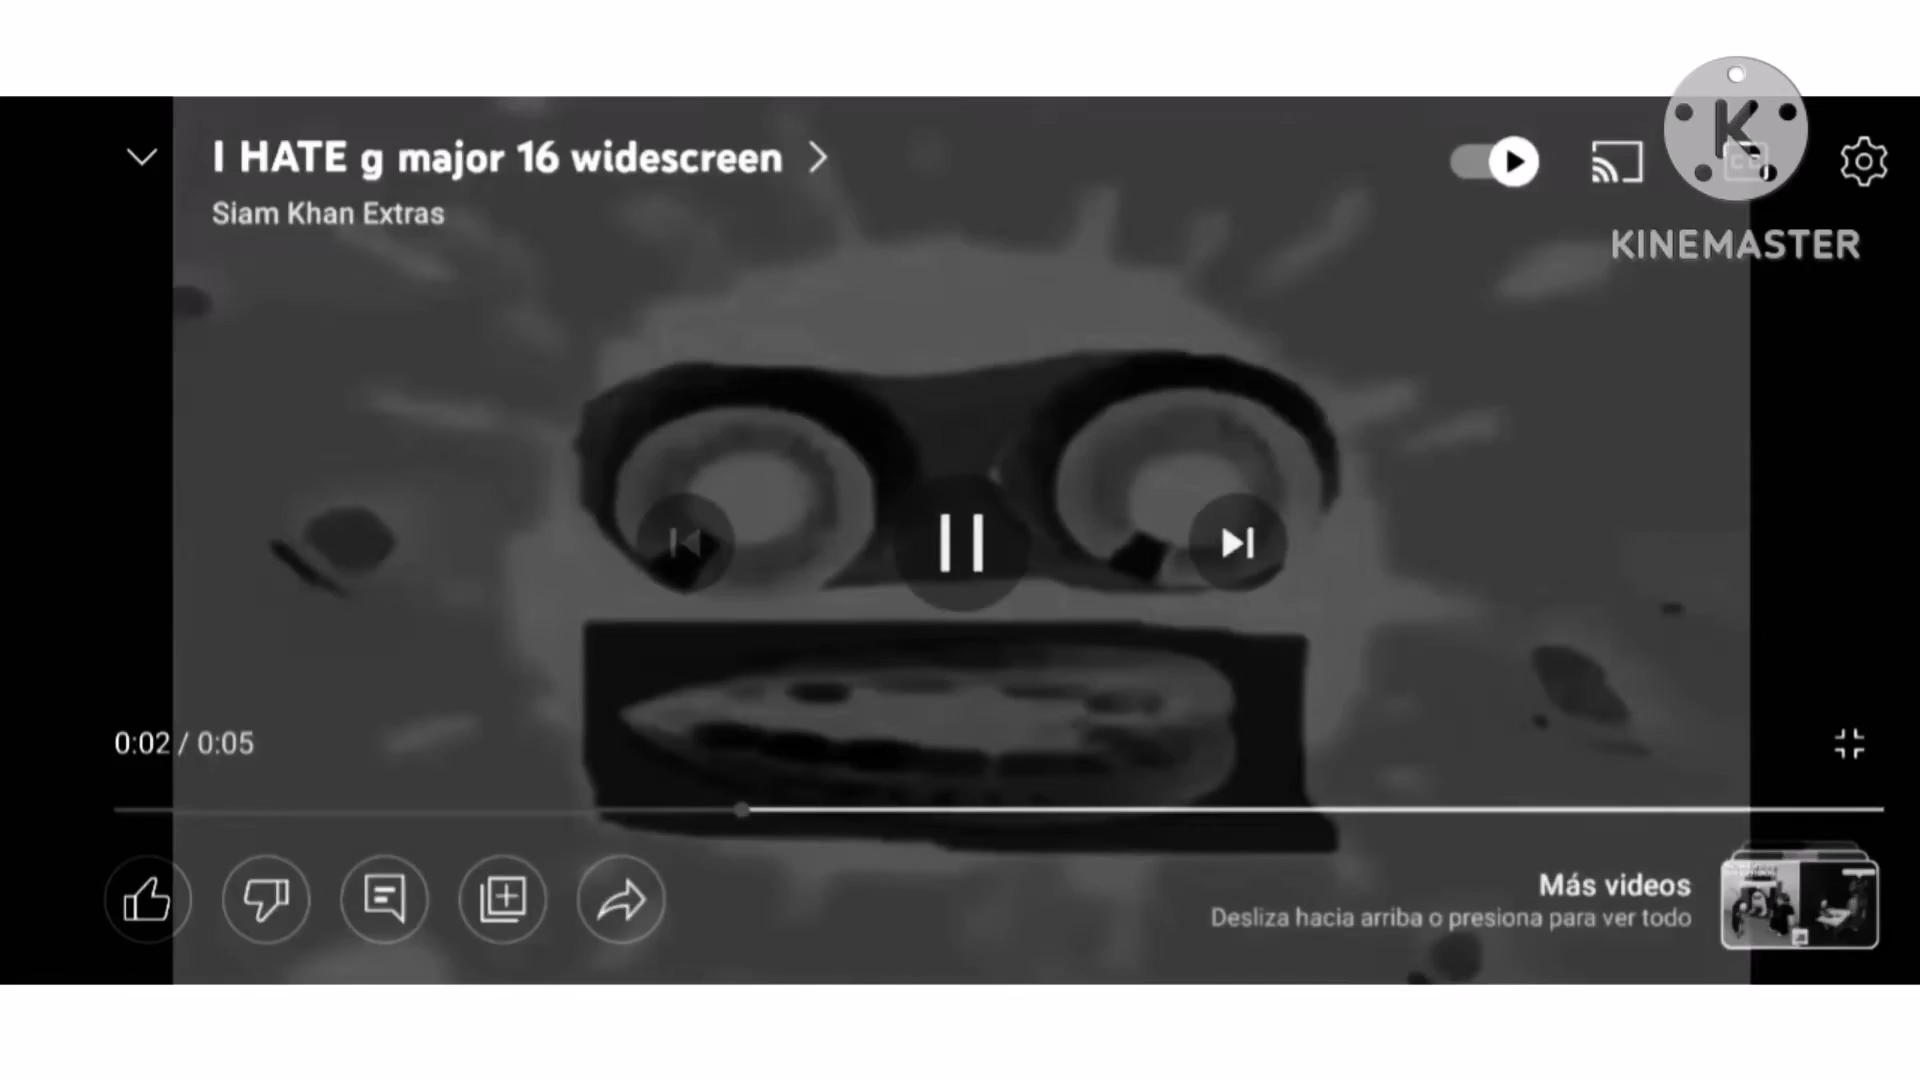 I HATE g major 16 widescreen
Siam Khan Extras
K
KINEMASTER
0:02 / 0:05
Más videos
Desliza hacia arriba o presiona para ver todo